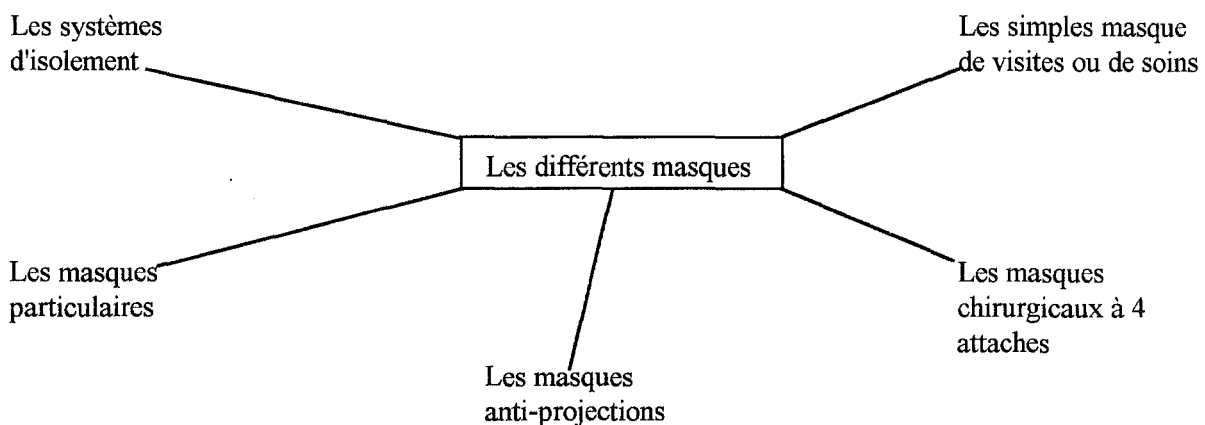 Les systèmes
d'isolement
Les simples masque
de visites ou de soins
Les différents masques
Les masques
particulaires
Les masques
chirurgicaux à 4
attaches
Les masques
anti-projections